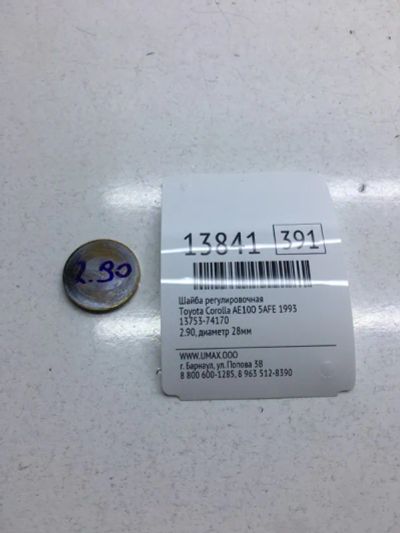 2.90
13841 391
Шайба регулировочная
Toyota Corolla AE100 5AFE 1993
13753-74170
2.90, диаметр 28мм
WWW.UMAX.OOO
г. Барнаул, ул.Попова 3В
8 800 600-1285, 8 963 512-8390